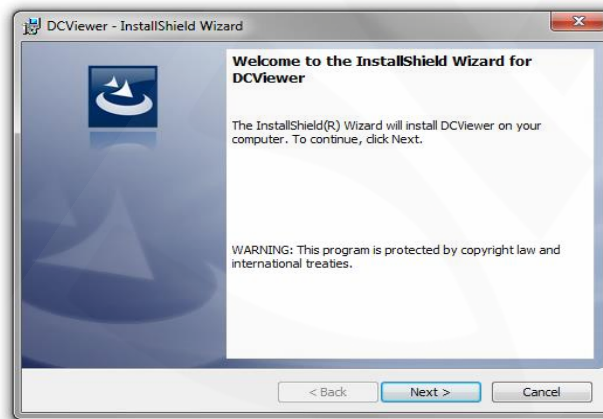 DCViewer - InstallShield Wizard
Welcome to the InstallShield Wizard for
DCViewer
The InstallShield(R) Wizard will install DCViewer on your
computer. To continue, click Next.
WARNING: This program is protected by copyright law and
international treaties.
< Back
Next >
Cancel